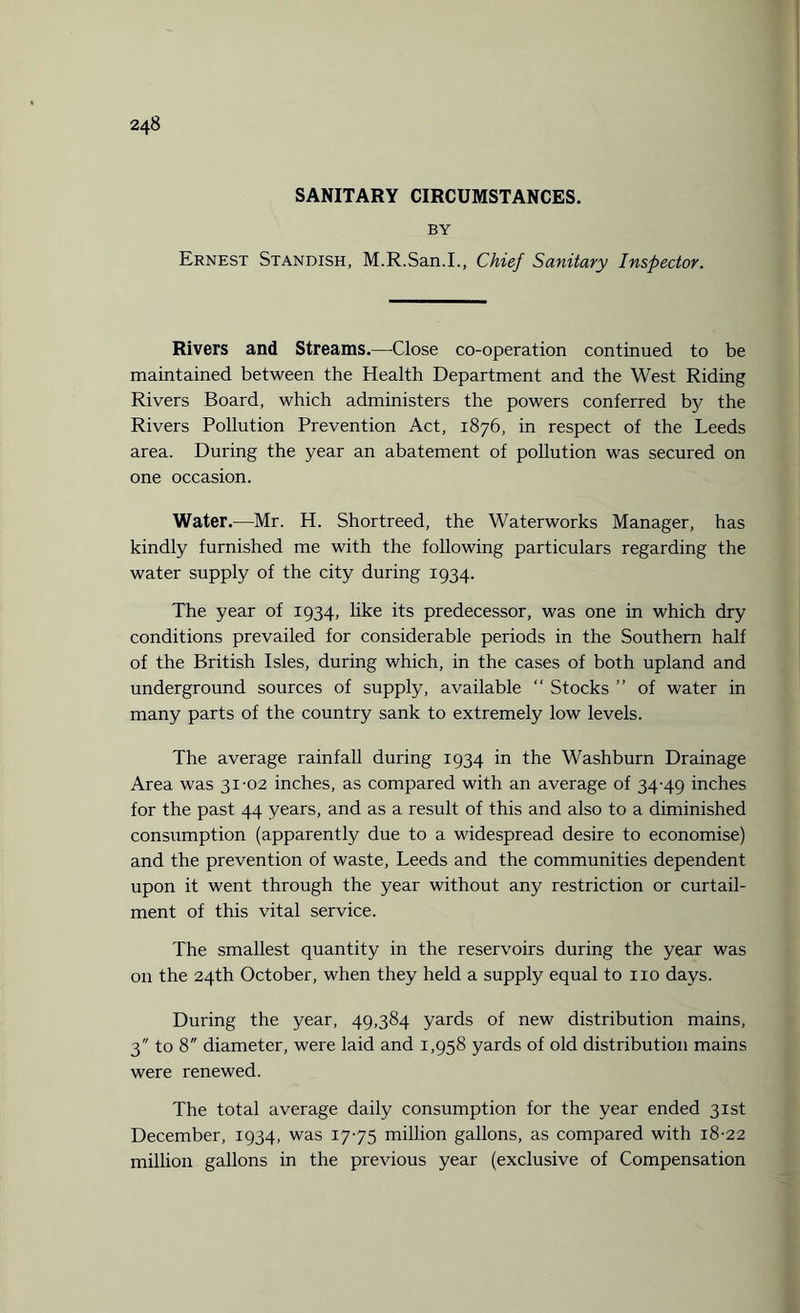 248
SANITARY CIRCUMSTANCES.
BY
Ernest Standish, M.R.San.I., Chief Sanitary Inspector.
Rivers and Streams.—Close co-operation continued to be
maintained between the Health Department and the West Riding
Rivers Board, which administers the powers conferred by the
Rivers Pollution Prevention Act, 1876, in respect of the Leeds
area. During the year an abatement of pollution was secured on
one occasion.
Water.—Mr. H. Shortreed, the Waterworks Manager, has
kindly furnished me with the following particulars regarding the
water supply of the city during 1934.
The year of 1934, like its predecessor, was one in which dry
conditions prevailed for considerable periods in the Southern half
of the British Isles, during which, in the cases of both upland and
underground sources of supply, available “ Stocks ” of water in
many parts of the country sank to extremely low levels.
The average rainfall during 1934 in the Washburn Drainage
Area was 31·02 inches, as compared with an average of 34·49 inches
for the past 44 years, and as a result of this and also to a diminished
consumption (apparently due to a widespread desire to economise)
and the prevention of waste, Leeds and the communities dependent
upon it went through the year without any restriction or curtail-
ment of this vital service.
The smallest quantity in the reservoirs during the year was
on the 24th October, when they held a supply equal to 110 days.
During the year, 49,384 yards of new distribution mains,
3″ to 8″ diameter, were laid and 1,958 yards of old distribution mains
were renewed.
The total average daily consumption for the year ended 31st
December, 1934, was 17·75 million gallons, as compared with 18·22
million gallons in the previous year (exclusive of Compensation